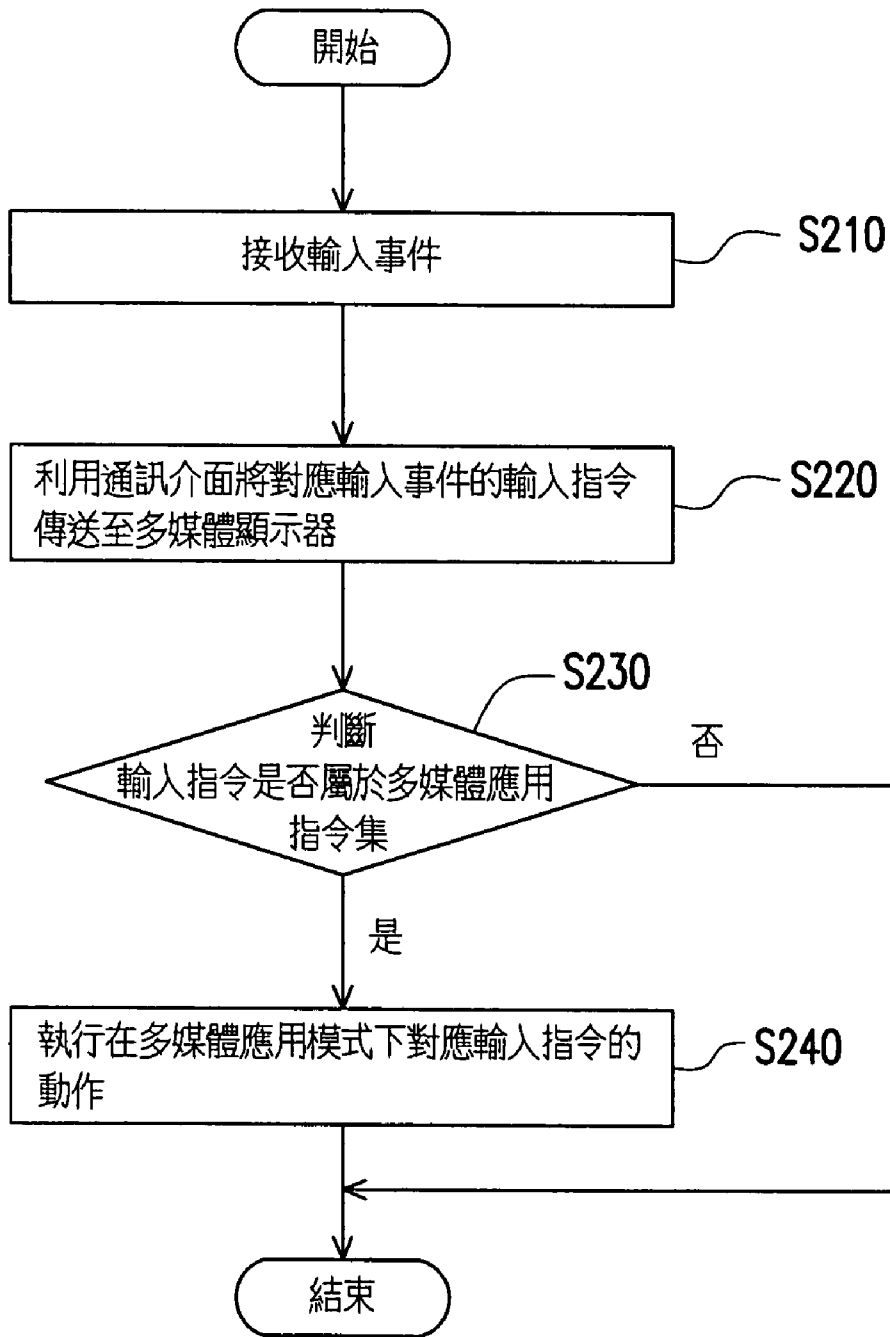 開始
接收輸入事件
S210
利用通訊介面將對應輸入事件的輸入指令
傳送至多媒體顯示器
S220
S230
判斷
輸入指令是否屬於多媒體應用
指令集
否
是
執行在多媒體應用模式下對應輸入指令的
動作
S240
結束